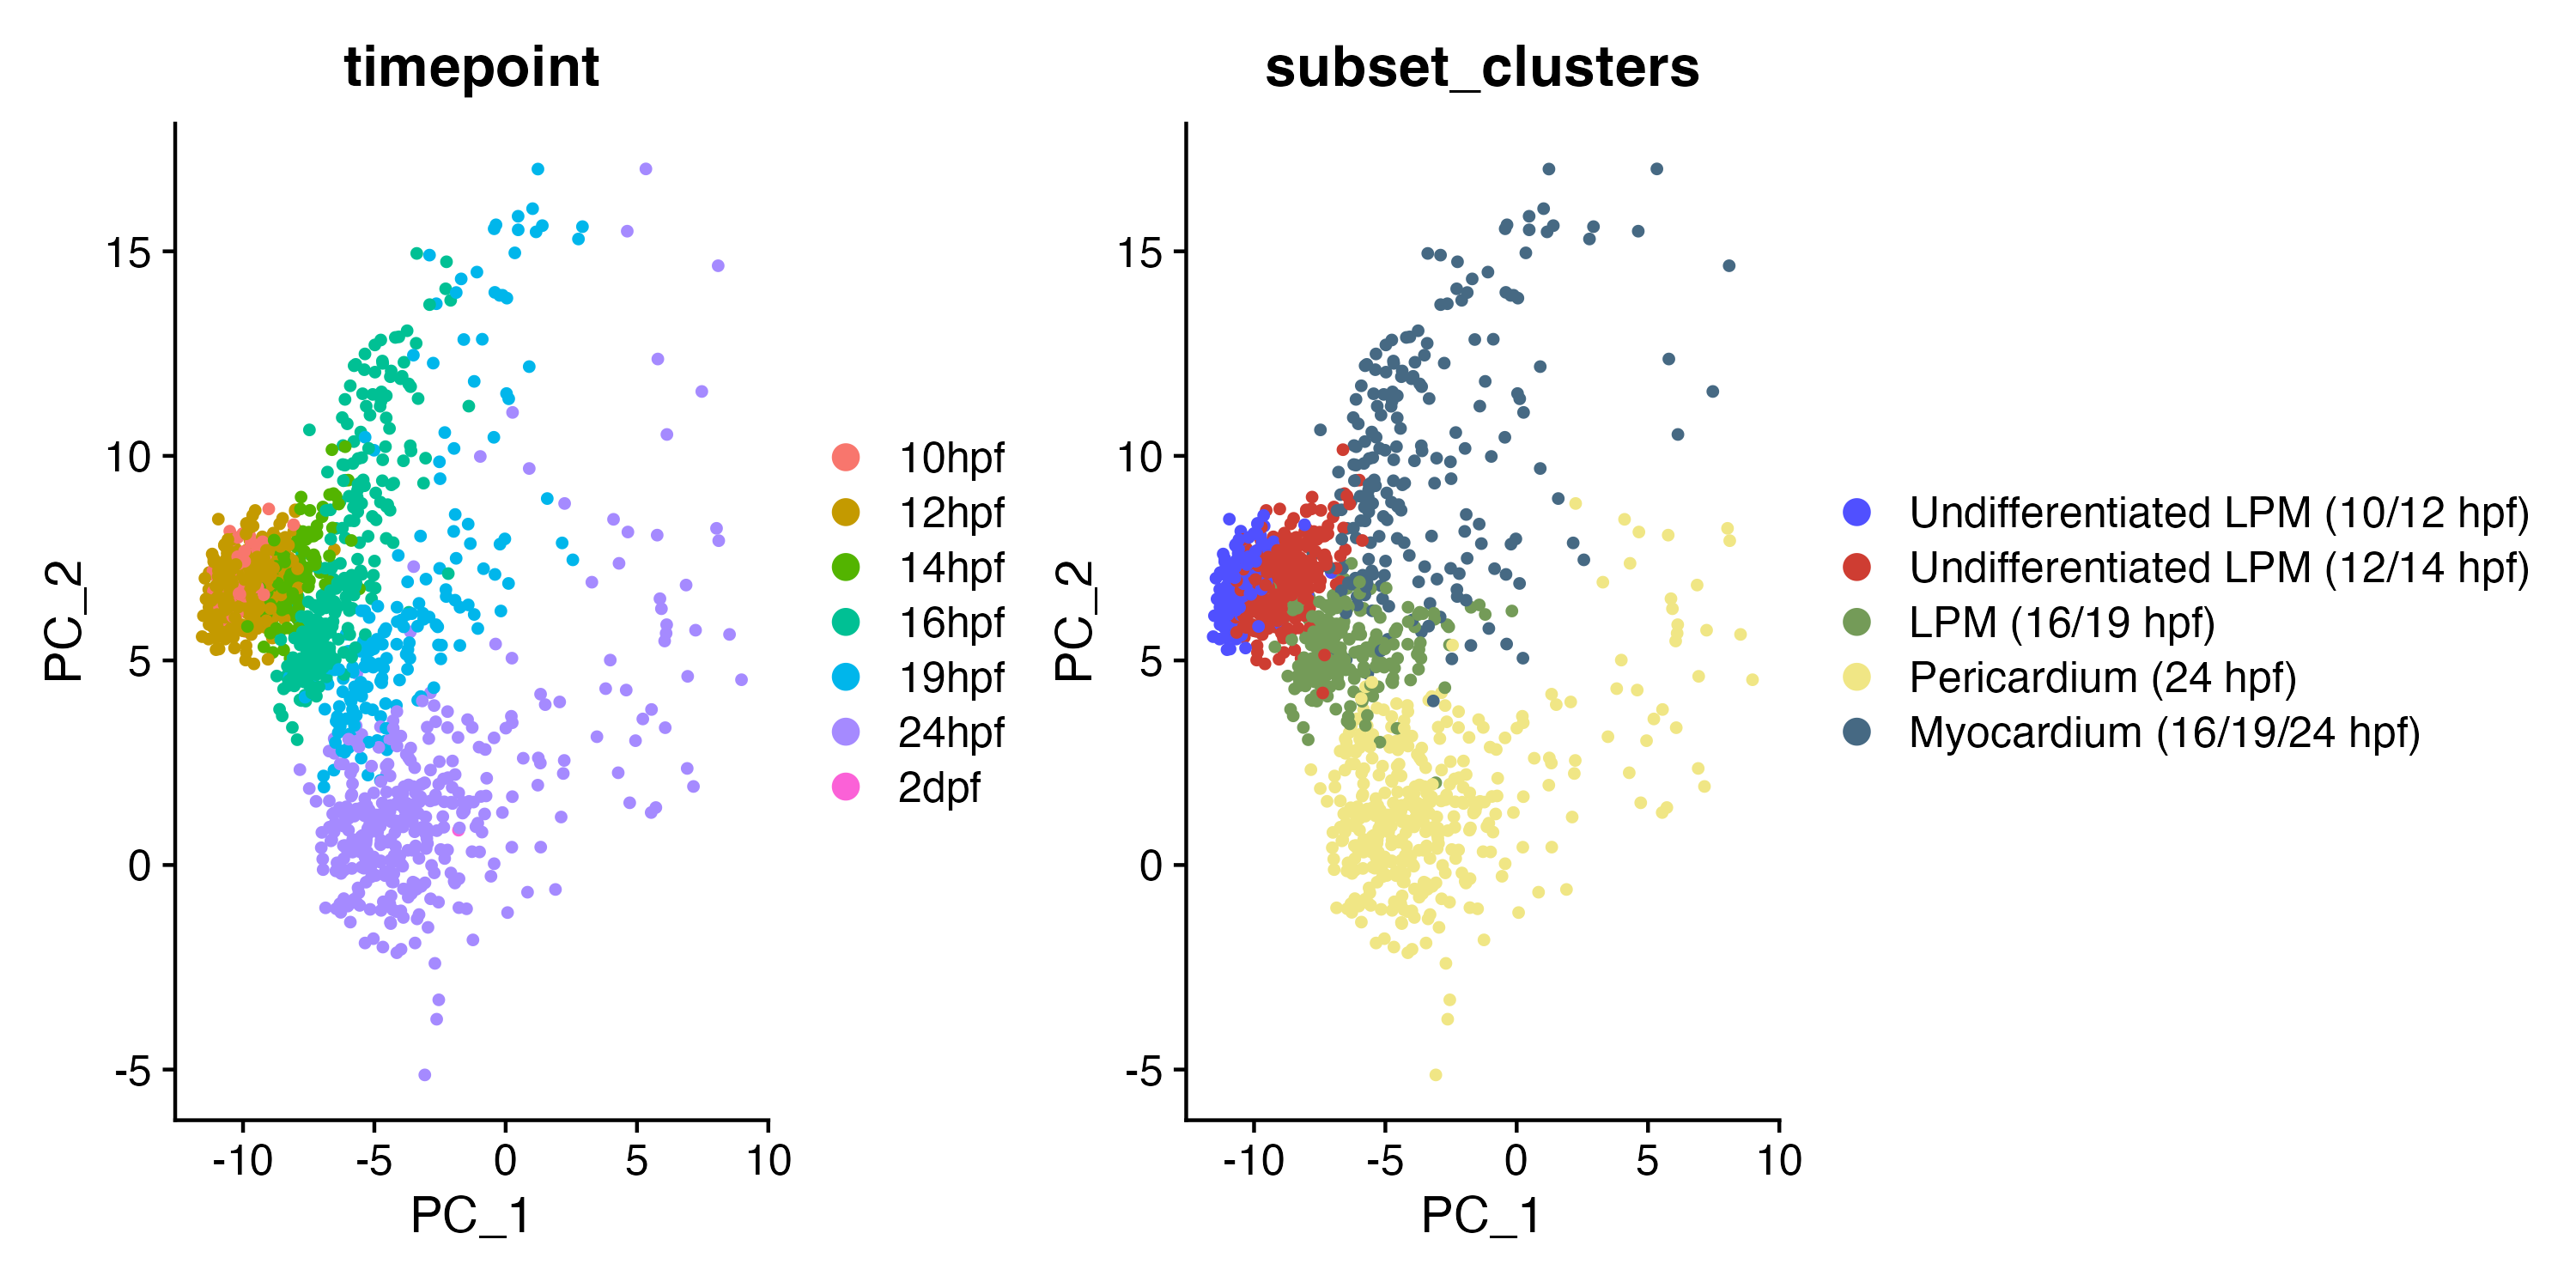 timepoint
PC_2
15
10
5
0
-5
-10
-5
0
5
10
PC_1
10hpf
12hpf
14hpf
16hpf
19hpf
24hpf
2dpf
subset_clusters
PC_2
15
10
5
0
-5
-10
-5
0
5
10
PC_1
Undifferentiated LPM (10/12 hpf)
Undifferentiated LPM (12/14 hpf)
LPM (16/19 hpf)
Pericardium (24 hpf)
Myocardium (16/19/24 hpf)